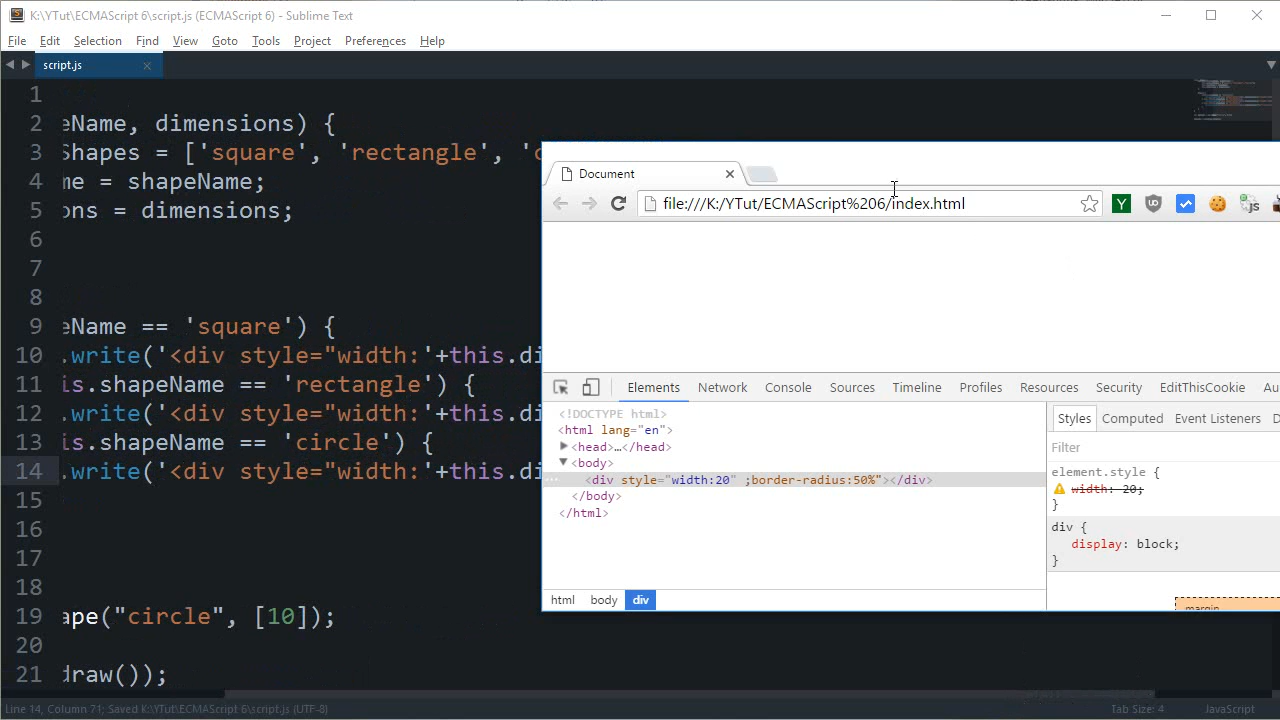 K:\YTut\ECMAScript 6\script.js (ECMAScript 6) - Sublime Text
File Edit Selection Find View Goto Tools Project Preferences Help
script.js
1
2 eName, dimensions) {
3 Shapes = ['square', 'rectangle', 'c
4 me = shapeName;
5 ons = dimensions;
6
7
8
9 eName == 'square') {
10 .write('<div style="width:'+this.di
11 is.shapeName == 'rectangle') {
12 .write('<div style="width:'+this.di
13 is.shapeName == 'circle') {
14 .write('<div style="width:'+this.di
15
16
17
18
19 ape("circle", [10]);
20
21 draw());
Line 14, Column 71; Saved K:\YTut\ECMAScript 6\script.js (UTF-8)
Tab Size: 4
JavaScript
Document
file:///K:/YTut/ECMAScript%206/index.html
Elements Network Console Sources Timeline Profiles Resources Security EditThisCookie Au
<!DOCTYPE html>
<html lang="en">
<head>…</head>
<body>
<div style="width:20" ;border-radius:50%"></div>
</body>
</html>
html body div
Styles Computed Event Listeners D
Filter
element.style {
width: 20;
}
div {
display: block;
}
margin